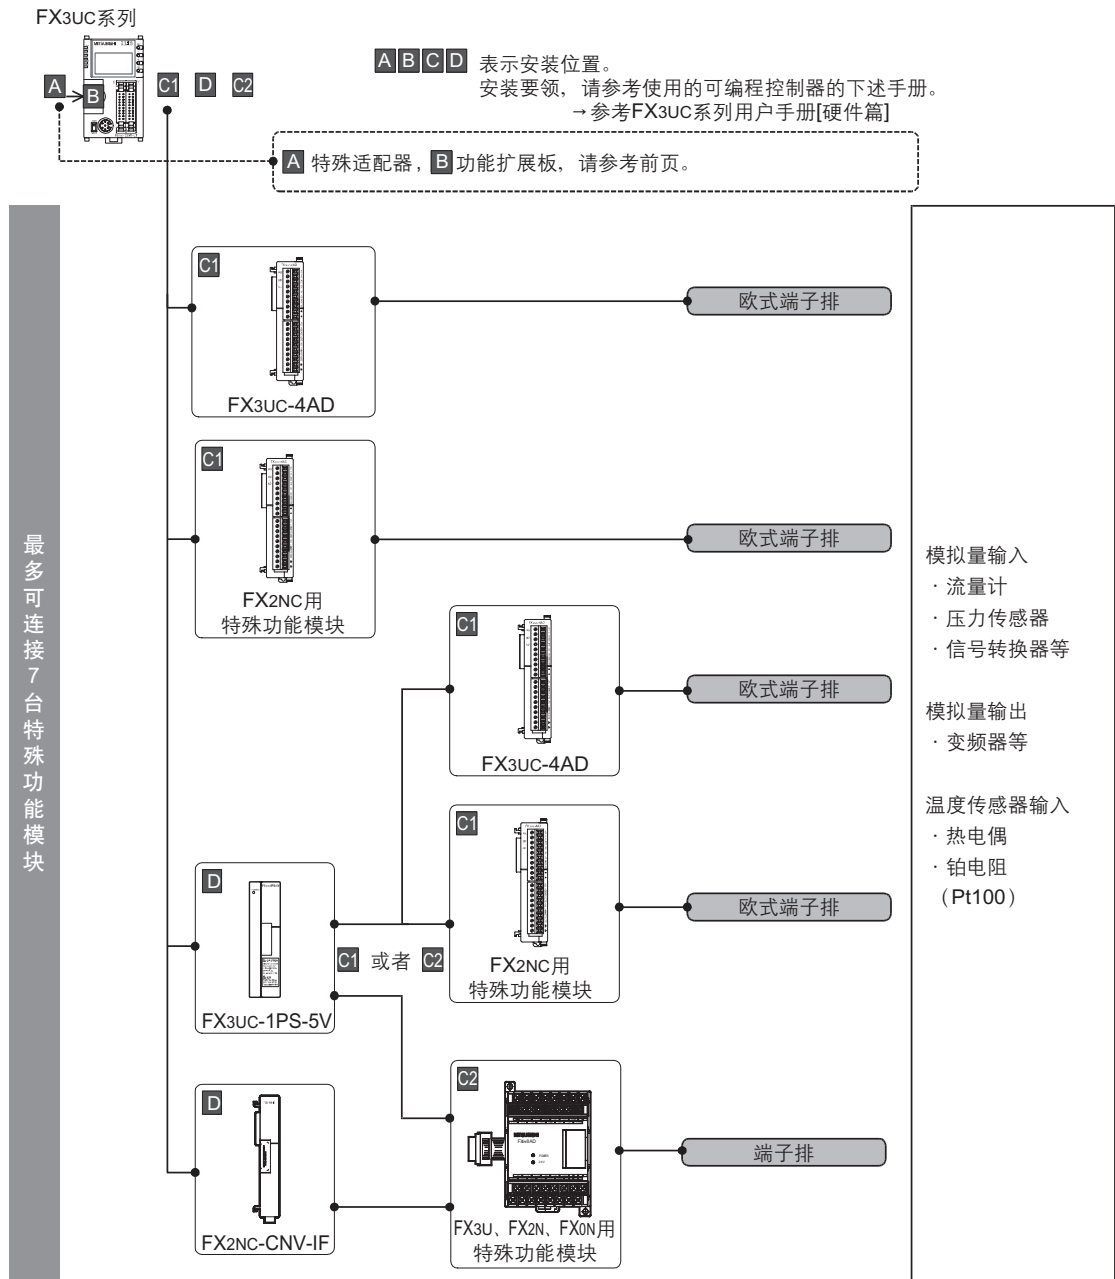 FX3UC系列
A B C D 表示安装位置。
安装要领，请参考使用的可编程控制器的下述手册。
→参考FX3UC系列用户手册[硬件篇]
A B C1 D C2
A 特殊适配器，B 功能扩展板，请参考前页。
最多可连接7台特殊功能模块
C1
FX3UC-4AD
欧式端子排
C1
FX2NC用
特殊功能模块
欧式端子排
C1
FX3UC-4AD
欧式端子排
C1
FX2NC用
特殊功能模块
欧式端子排
D
FX3UC-1PS-5V
C1 或者 C2
D
FX2NC-CNV-IF
C2
MITSUBISHI
POWER
FX3U、FX2N、FX0N用
特殊功能模块
端子排
模拟量输入
·流量计
·压力传感器
·信号转换器等
模拟量输出
·变频器等
温度传感器输入
·热电偶
·铂电阻
（Pt100）